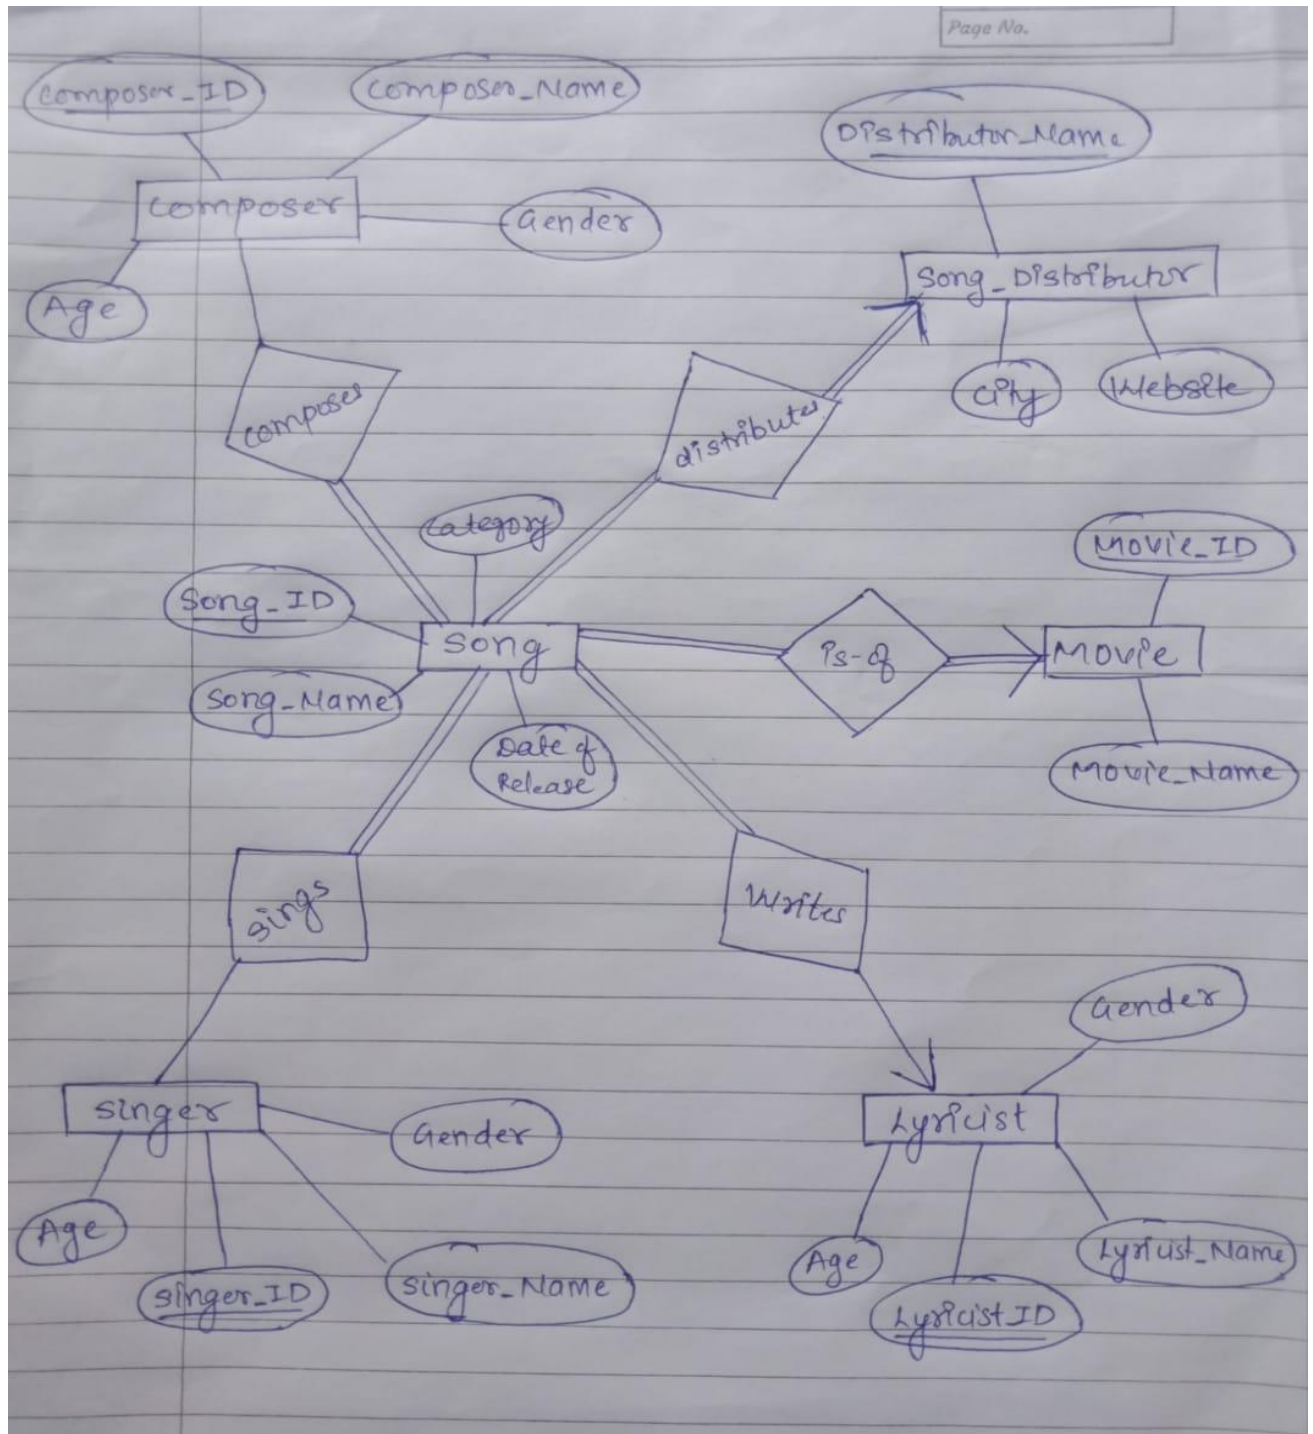 Page No.
Composer_ID
Composer_Name
Distributor_Name
Composer
Gender
Age
Song_Distributor
City
Website
composes
distributes
Category
Movie_ID
Song_ID
Song
is-of
Movie
Song_Name
Date of
Release
Movie_Name
sings
Writes
Gender
singer
Gender
Lyricist
Age
singer_ID
singer_Name
Age
Lyricist_ID
Lyricist_Name